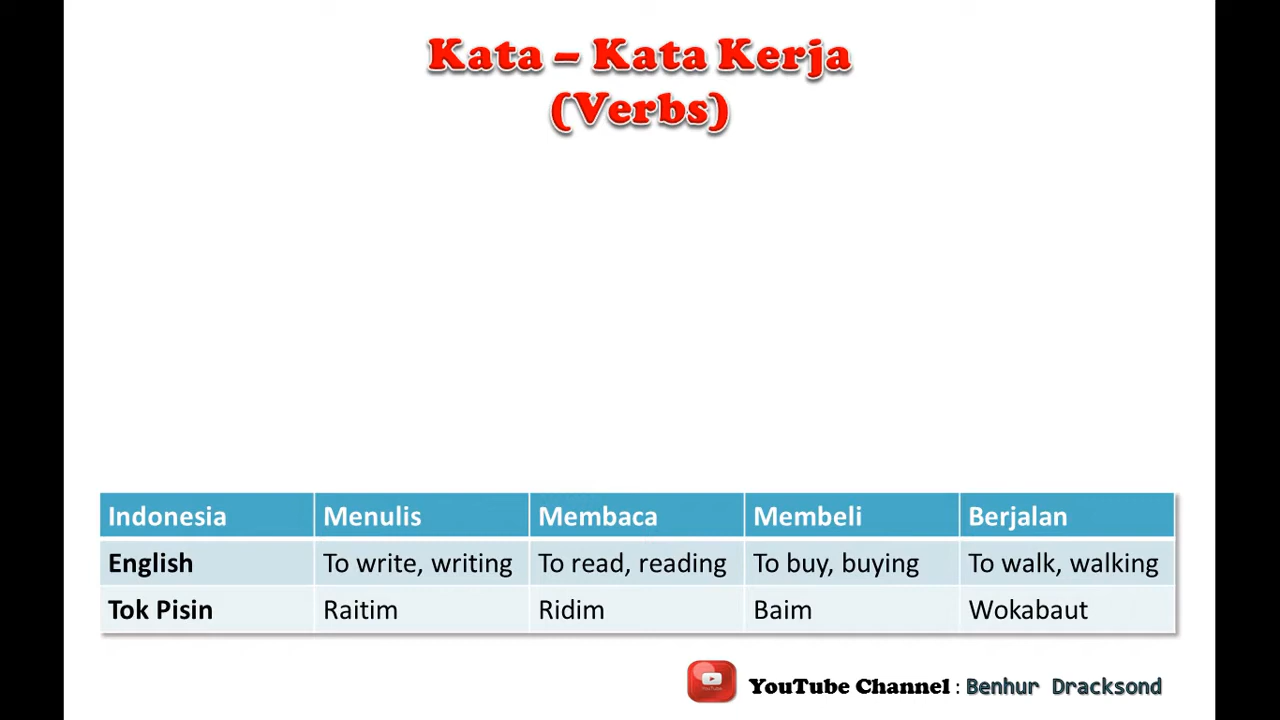 Kata – Kata Kerja
(Verbs)
Indonesia Menulis Membaca Membeli Berjalan
English To write, writing To read, reading To buy, buying To walk, walking
Tok Pisin Raitim Ridim Baim Wokabaut
YouTube Channel : Benhur Dracksond